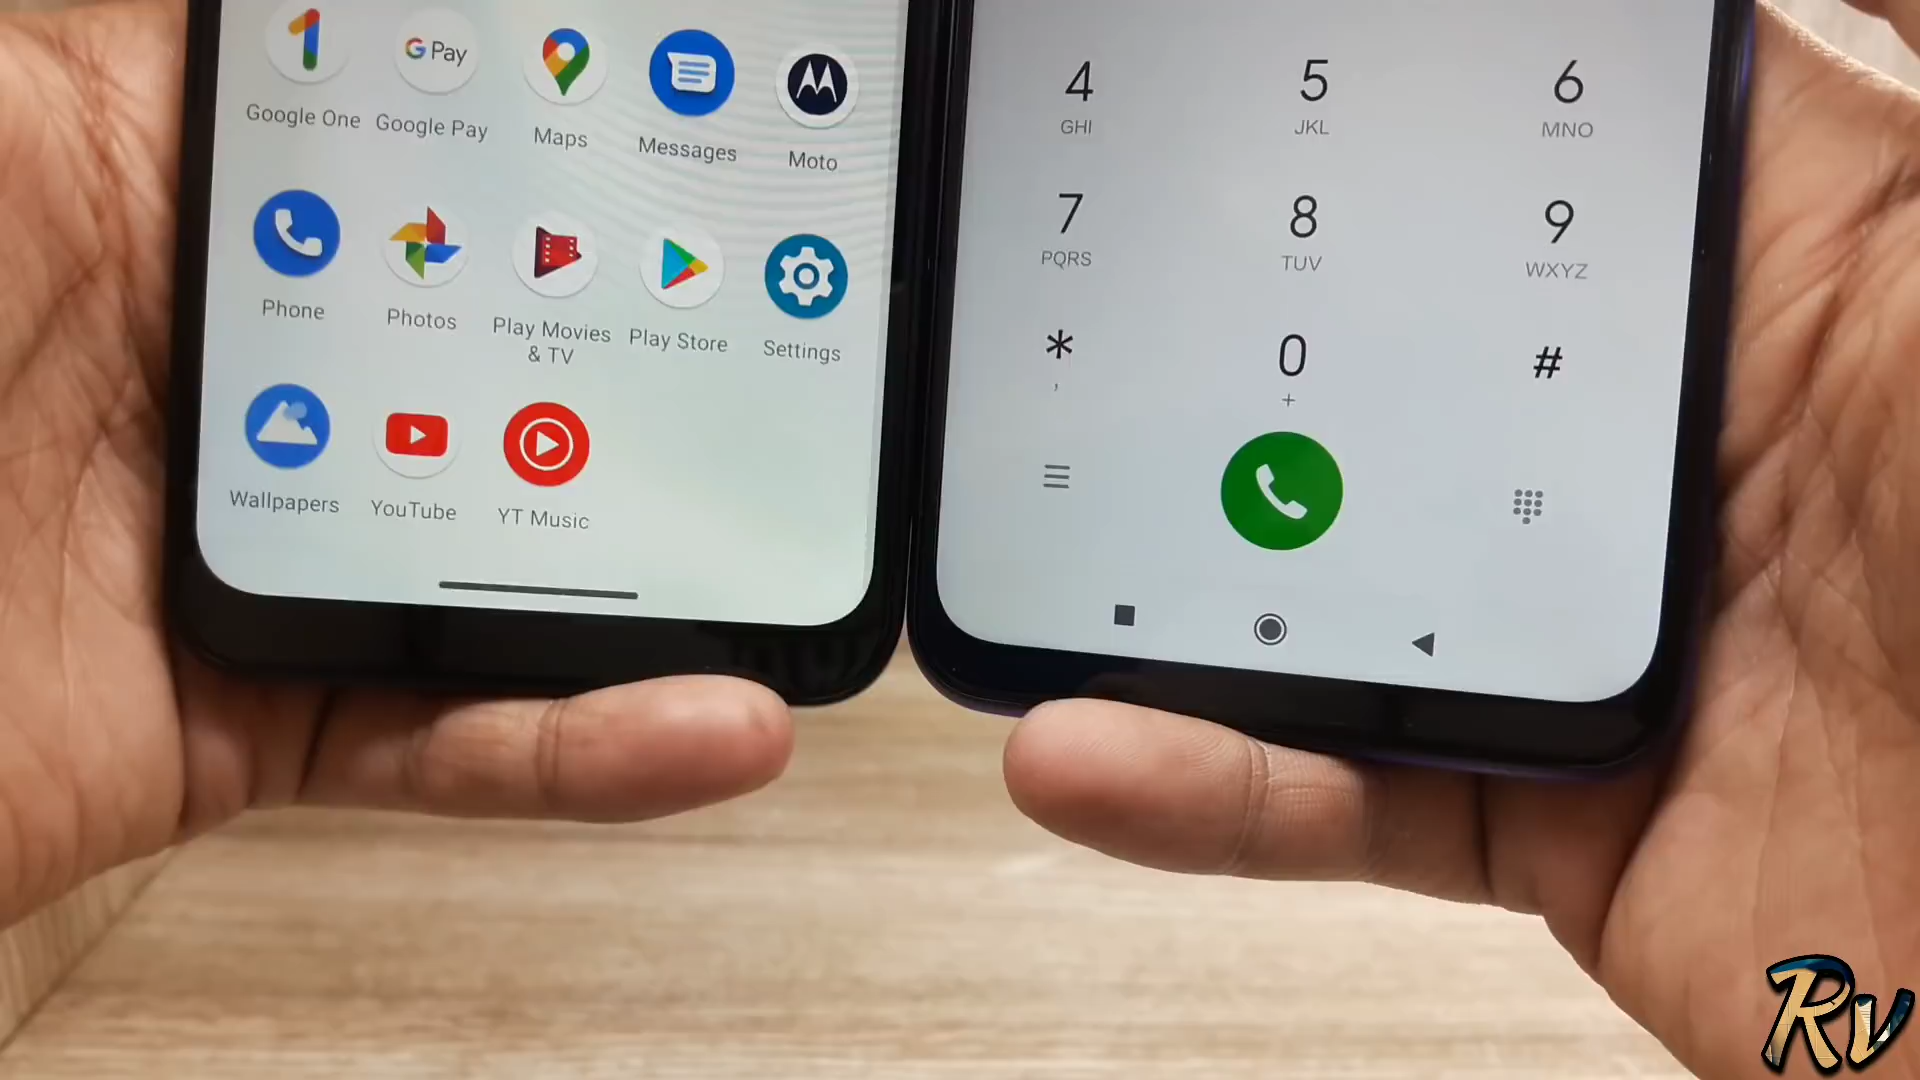 Google One
G Pay
Google Pay
Maps
Messages
Moto
Phone
Photos
Play Movies
& TV
Play Store
Settings
Wallpapers
YouTube
YT Music
4
GHI
5
JKL
6
MNO
7
PQRS
8
TUV
9
WXYZ
*
,
0
+
#
Rv